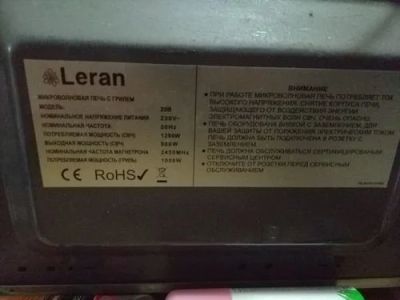 Leran
МИКРОВОЛНОВАЯ ПЕЧЬ С ГРИЛЕМ
МОДЕЛЬ:
НОМИНАЛЬНОЕ НАПРЯЖЕНИЕ ПИТАНИЯ 230V~
НОМИНАЛЬНАЯ ЧАСТОТА: 50Hz
ПОТРЕБЛЯЕМАЯ МОЩНОСТЬ (СВЧ) 1250W
ВЫХОДНАЯ МОЩНОСТЬ (СВЧ)
НОМИНАЛЬНАЯ ЧАСТОТА МАГНЕТРОНА 2450MHz
ПОТРЕБЛЯЕМАЯ МОЩНОСТЬ (ГРИЛЬ) 1000W
CE RoHS✓
ВНИМАНИЕ
• ПРИ РАБОТЕ МИКРОВОЛНОВАЯ ПЕЧЬ ПОТРЕБЛЯЕТ ТОК
ВЫСОКОГО НАПРЯЖЕНИЯ, СНЯТИЕ КОРПУСА ПЕЧИ,
ЗАЩИЩАЮЩЕГО ОТ ВОЗДЕЙСТВИЯ ЭНЕРГИИ
ЭЛЕКТРОМАГНИТНЫХ ВОЛН СВЧ, ОЧЕНЬ ОПАСНО.
• ПЕЧЬ ОБОРУДОВАНА ВИЛКОЙ С ЗАЗЕМЛЕНИЕМ, ДЛЯ
ВАШЕЙ ЗАЩИТЫ ОТ ПОРАЖЕНИЯ ЭЛЕКТРИЧЕСКИМ ТОКОМ
ПЕЧЬ ДОЛЖНА БЫТЬ ПОДКЛЮЧЕНА К РОЗЕТКЕ С
ЗАЗЕМЛЕНИЕМ.
• ПЕЧЬ ДОЛЖНА ОБСЛУЖИВАТЬСЯ СЕРТИФИЦИРОВАННЫМ
СЕРВИСНЫМ ЦЕНТРОМ
• ОТКЛЮЧИТЕ ОТ РОЗЕТКИ ПЕРЕД СЕРВИСНЫМ
ОБСЛУЖИВАНИЕМ